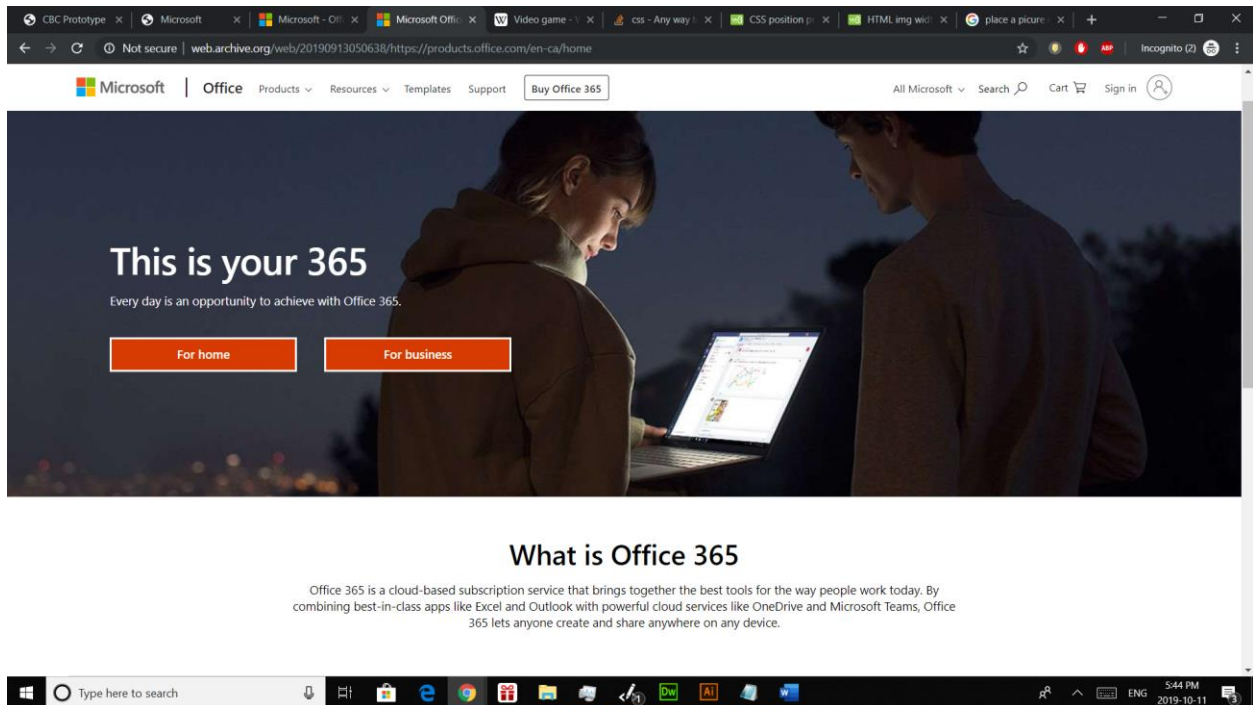 CBC Prototype
Microsoft
Microsoft - Off
Microsoft Offic
Video game - V
css - Any way
CSS position p
HTML img wid
place a picure
Not secure | web.archive.org/web/20190913050638/https://products.office.com/en-ca/home
ABP
Incognito (2)
Microsoft | Office Products Resources Templates Support Buy Office 365 All Microsoft Search Cart Sign in
This is your 365
Every day is an opportunity to achieve with Office 365.
For home For business
What is Office 365
Office 365 is a cloud-based subscription service that brings together the best tools for the way people work today. By
combining best-in-class apps like Excel and Outlook with powerful cloud services like OneDrive and Microsoft Teams, Office
365 lets anyone create and share anywhere on any device.
Type here to search
Dw
Ai
ENG
5:44 PM
2019-10-11